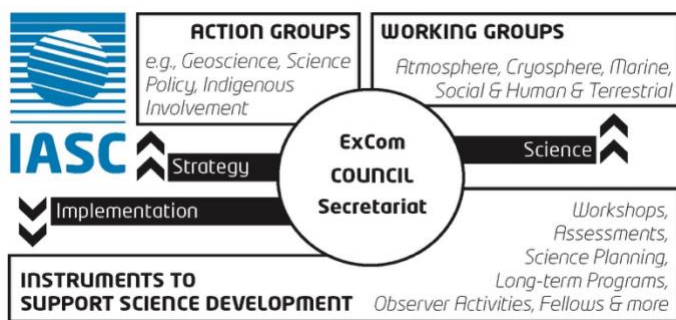 ACTION GROUPS
e.g., Geoscience, Science
Policy, Indigenous
Involvement
WORKING GROUPS
Atmosphere, Cryosphere, Marine,
Social & Human & Terrestrial
IASC
Strategy
Implementation
ExCom
COUNCIL
Secretariat
Science
INSTRUMENTS TO
SUPPORT SCIENCE DEVELOPMENT
Workshops,
Assessments,
Science Planning,
Long-term Programs,
Observer Activities, Fellows & more